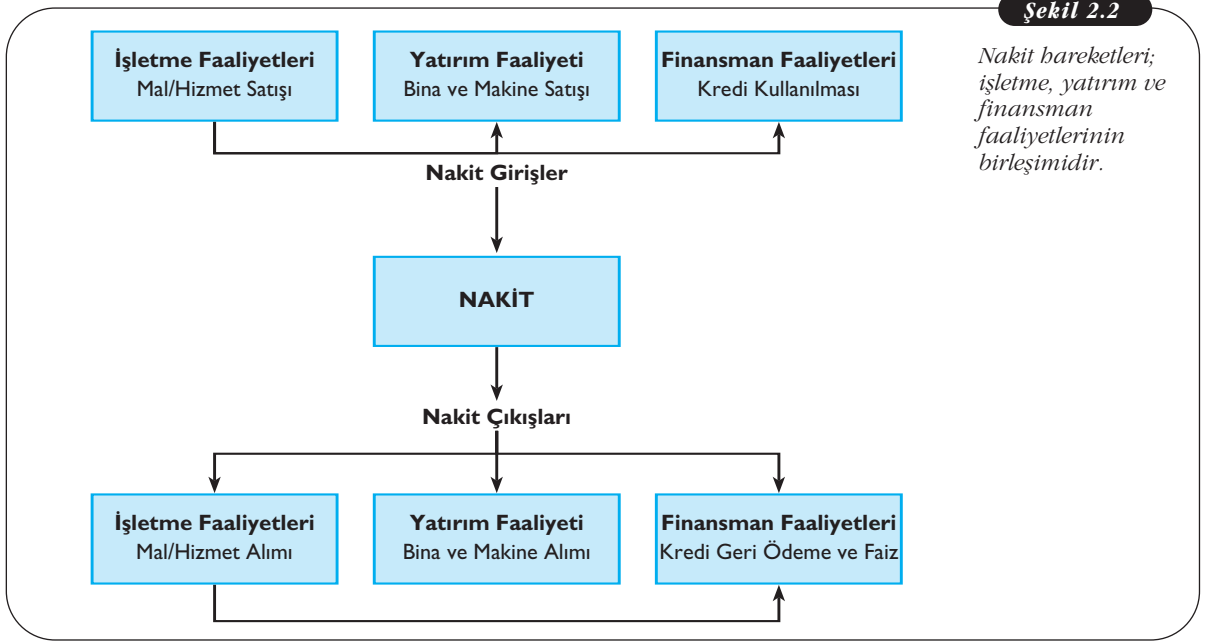 Şekil 2.2
Nakit hareketleri;
işletme, yatırım ve
finansman
faaliyetlerinin
birleşimidir.
İşletme Faaliyetleri
Mal/Hizmet Satışı
Yatırım Faaliyeti
Bina ve Makine Satışı
Finansman Faaliyetleri
Kredi Kullanılması
Nakit Girişler
NAKİT
Nakit Çıkışları
İşletme Faaliyetleri
Mal/Hizmet Alımı
Yatırım Faaliyeti
Bina ve Makine Alımı
Finansman Faaliyetleri
Kredi Geri Ödeme ve Faiz